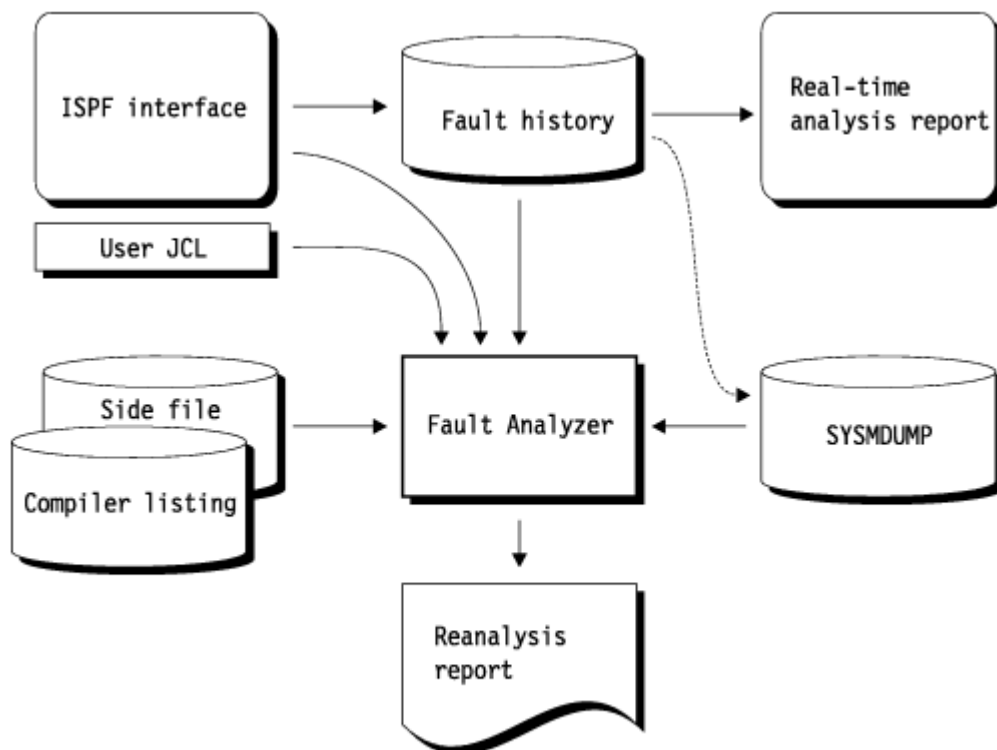 ISPF interface
Fault history
Real-time
analysis report
User JCL
Side file
Compiler listing
Fault Analyzer
SYSMDUMP
Reanalysis
report